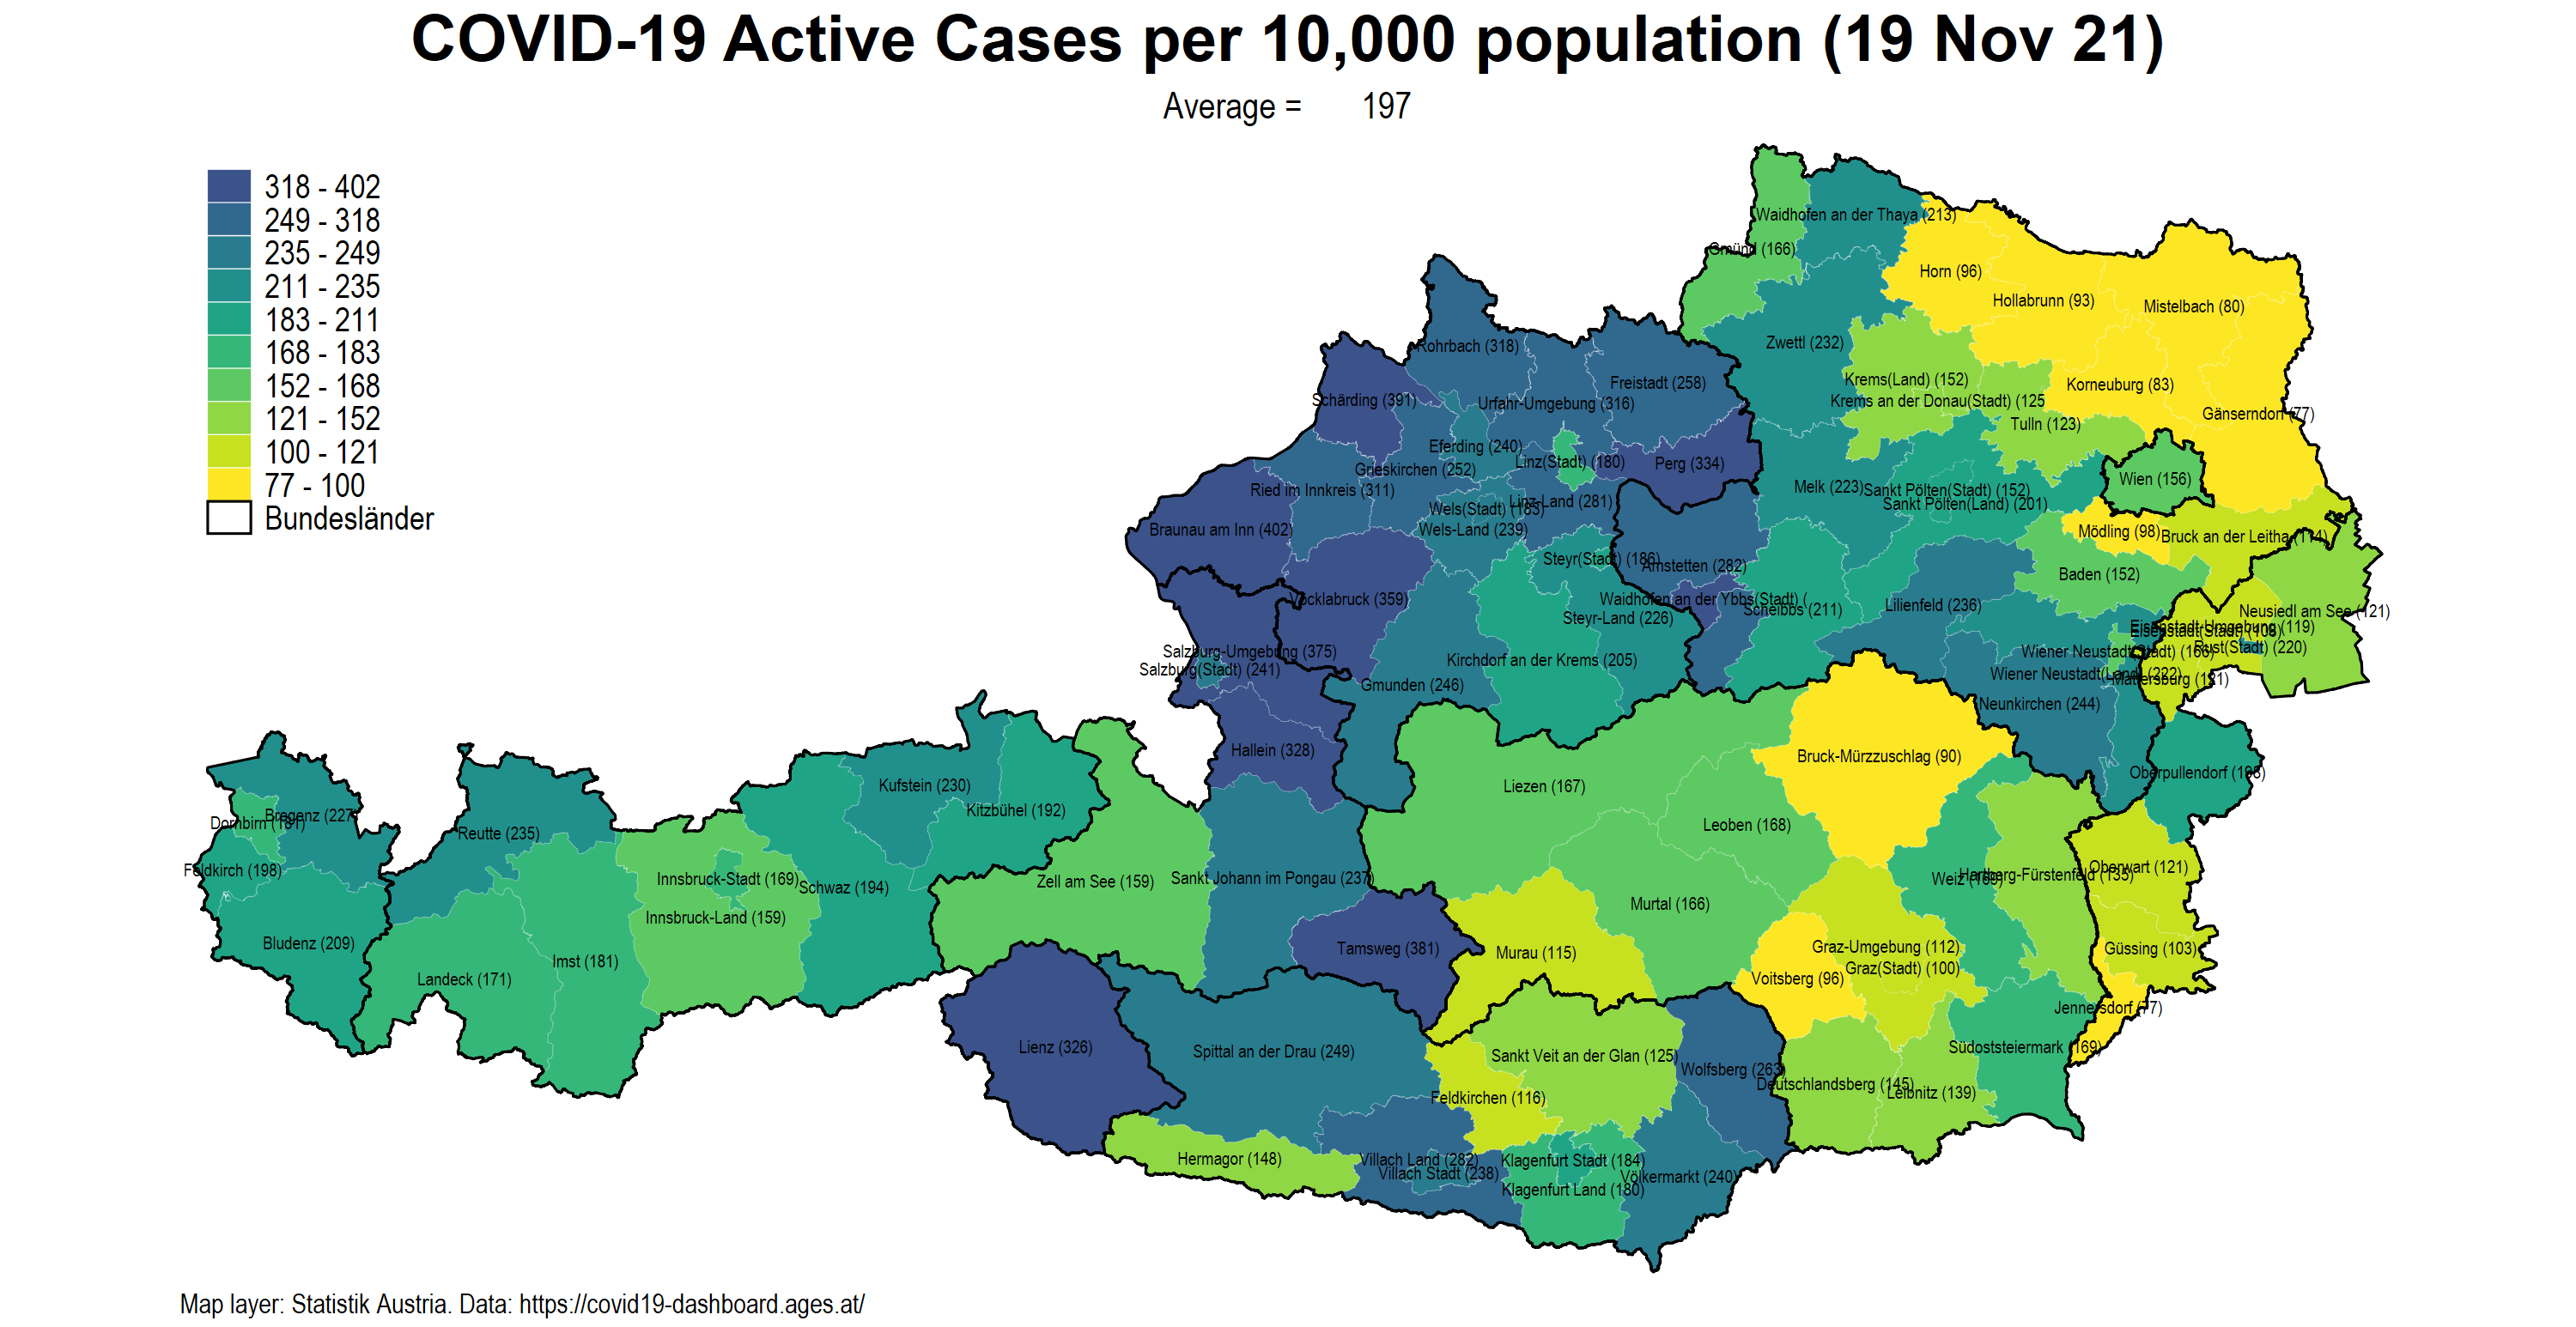 COVID-19 Active Cases per 10,000 population (19 Nov 21)
Average = 197
318 - 402
249 - 318
235 - 249
211 - 235
183 - 211
168 - 183
152 - 168
121 - 152
100 - 121
77 - 100
Bundesländer
Waidhofen an der Thaya (213)
Gmünd (166)
Horn (96)
Hollabrunn (93)
Mistelbach (80)
Zwettl (232)
Rohrbach (318)
Freistadt (258)
Krems(Land) (152)
Korneuburg (83)
Schärding (391)
Urfahr-Umgebung (316)
Krems an der Donau(Stadt) (125
Gänserndorf (77)
Tulln (123)
Eferding (240)
Linz(Stadt) (180)
Perg (334)
Grieskirchen (252)
Wien (156)
Ried im Innkreis (311)
Melk (223)
Sankt Pölten(Stadt) (152)
Linz-Land (281)
Sankt Pölten(Land) (201)
Wels(Stadt) (183)
Braunau am Inn (402)
Wels-Land (239)
Mödling (98)
Bruck an der Leitha (114)
Steyr(Stadt) (186)
Amstetten (282)
Baden (152)
Vöcklabruck (359)
Waidhofen an der Ybbs(Stadt) (
Scheibbs (211)
Lilienfeld (236)
Neusiedl am See (121)
Steyr-Land (226)
Eisenstadt-Umgebung (119)
Eisenstadt(Stadt) (108)
Rust(Stadt) (220)
Salzburg-Umgebung (375)
Wiener Neustadt(Stadt) (166)
Kirchdorf an der Krems (205)
Salzburg(Stadt) (241)
Wiener Neustadt(Land) (222)
Mattersburg (121)
Gmunden (246)
Neunkirchen (244)
Hallein (328)
Bruck-Mürzzuschlag (90)
Oberpullendorf (188)
Kufstein (230)
Liezen (167)
Kitzbühel (192)
Bregenz (227)
Dornbirn (181)
Reutte (235)
Leoben (168)
Feldkirch (198)
Oberwart (121)
Innsbruck-Stadt (169)
Schwaz (194)
Zell am See (159)
Sankt Johann im Pongau (237)
Weiz (169)
Hartberg-Fürstenfeld (135)
Innsbruck-Land (159)
Murtal (166)
Bludenz (209)
Tamsweg (381)
Murau (115)
Graz-Umgebung (112)
Güssing (103)
Imst (181)
Graz(Stadt) (100)
Landeck (171)
Voitsberg (96)
Jennersdorf (77)
Lienz (326)
Spittal an der Drau (249)
Sankt Veit an der Glan (125)
Südoststeiermark (169)
Wolfsberg (263)
Deutschlandsberg (145)
Leibnitz (139)
Feldkirchen (116)
Hermagor (148)
Villach Land (282)
Klagenfurt Stadt (184)
Villach Stadt (238)
Völkermarkt (240)
Klagenfurt Land (180)
Map layer: Statistik Austria. Data: https://covid19-dashboard.ages.at/